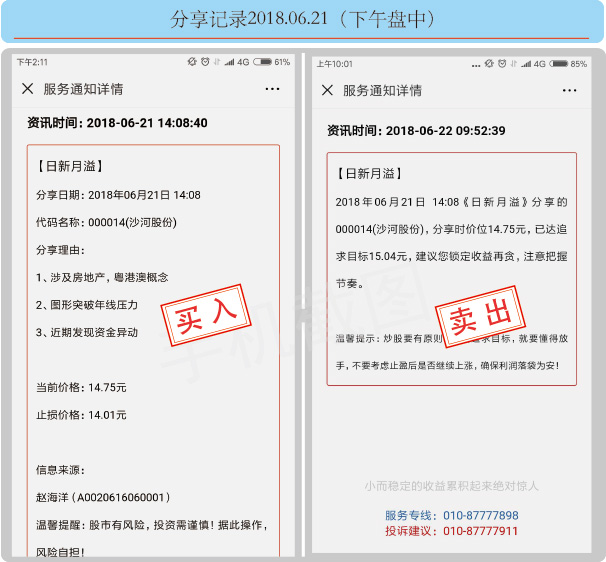 分享记录2018.06.21（下午盘中）
下午2:11
4G
61%
服务通知详情
资讯时间: 2018-06-21 14:08:40
【日新月溢】
分享日期: 2018年06月21日 14:08
代码名称: 000014(沙河股份)
分享理由:
1、涉及房地产，粤港澳概念
2、图形突破年线压力
3、近期发现资金异动
买入
当前价格: 14.75元
止损价格: 14.01元
信息来源:
赵海洋（A0020616060001）
温馨提醒: 股市有风险，投资需谨慎！据此操作，
风险自担！
上午10:01
4G
85%
服务通知详情
资讯时间: 2018-06-22 09:52:39
【日新月溢】
2018年06月21日 14:08《日新月溢》分享的
000014(沙河股份)，分享时价位14.75元，已达追
求目标15.04元，建议您锁定收益再贪，注意把握
节奏。
卖出
温馨提示: 炒股要有原则
求目标，就要懂得放
手，不要考虑止盈后是否继续上涨，确保利润落袋为安！
小而稳定的收益累积起来绝对惊人
服务专线: 010-87777898
投诉建议: 010-87777911
手机截图